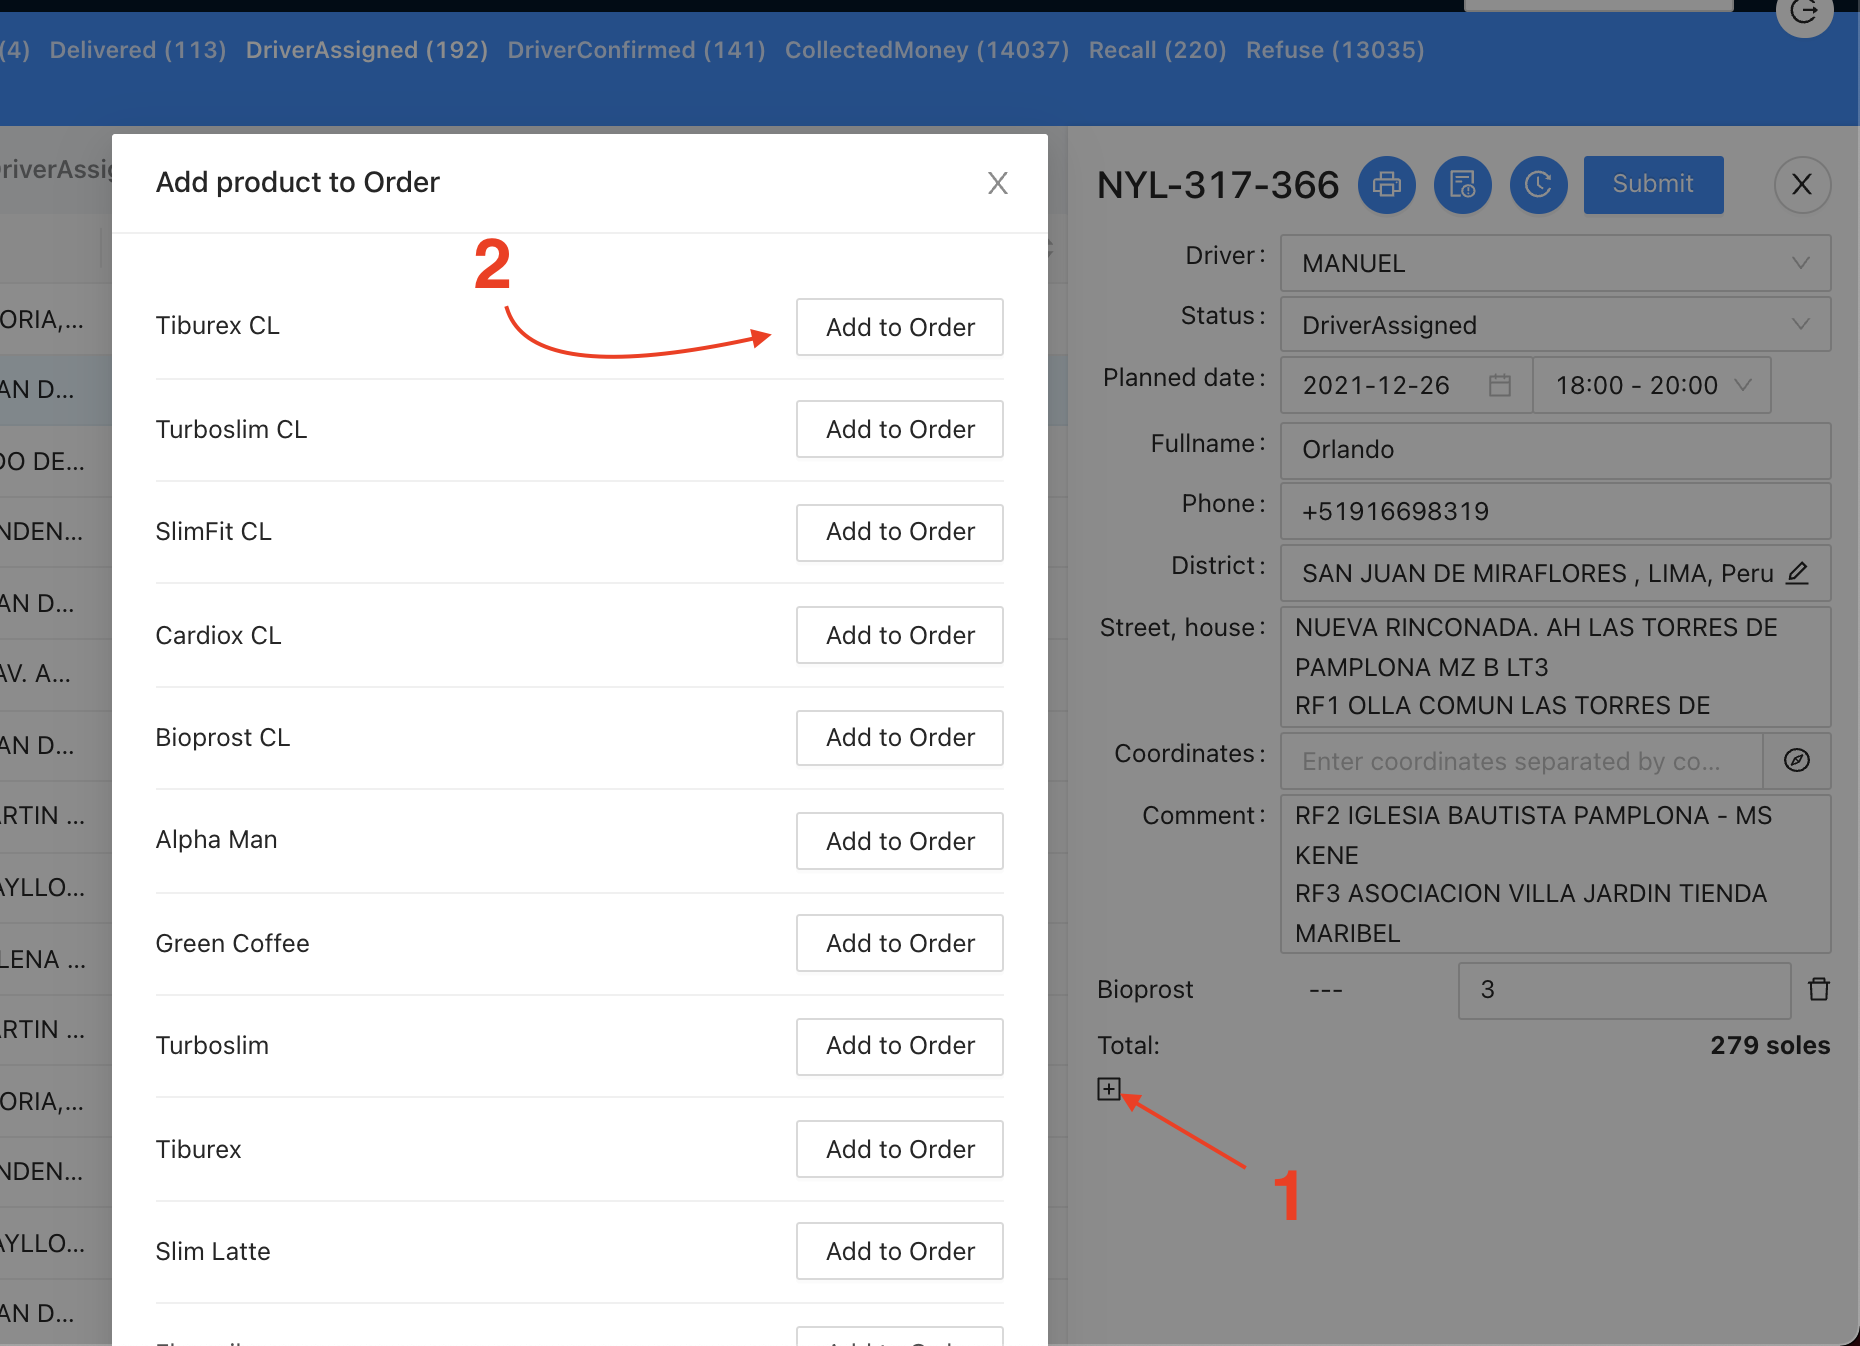 (4) Delivered (113) DriverAssigned (192) DriverConfirmed (141) CollectedMoney (14037) Recall (220) Refuse (13035)
Add product to Order
2
Tiburex CL Add to Order
Turboslim CL Add to Order
SlimFit CL Add to Order
Cardiox CL Add to Order
Bioprost CL Add to Order
Alpha Man Add to Order
Green Coffee Add to Order
Turboslim Add to Order
Tiburex Add to Order
Slim Latte Add to Order
ORIA,...
AN D...
DO DE...
NDEN...
AN D...
AV. A...
AN D...
RTIN ...
AYLLO...
LENA ...
RTIN ...
ORIA,...
NDEN...
AYLLO...
AN D...
NYL-317-366 Submit
Driver: MANUEL
Status: DriverAssigned
Planned date: 2021-12-26 18:00 - 20:00
Fullname: Orlando
Phone: +51916698319
District: SAN JUAN DE MIRAFLORES , LIMA, Peru
Street, house: NUEVA RINCONADA. AH LAS TORRES DE
PAMPLONA MZ B LT3
RF1 OLLA COMUN LAS TORRES DE
Coordinates: Enter coordinates separated by co...
Comment: RF2 IGLESIA BAUTISTA PAMPLONA - MS
KENE
RF3 ASOCIACION VILLA JARDIN TIENDA
MARIBEL
Bioprost --- 3
Total: 279 soles
1